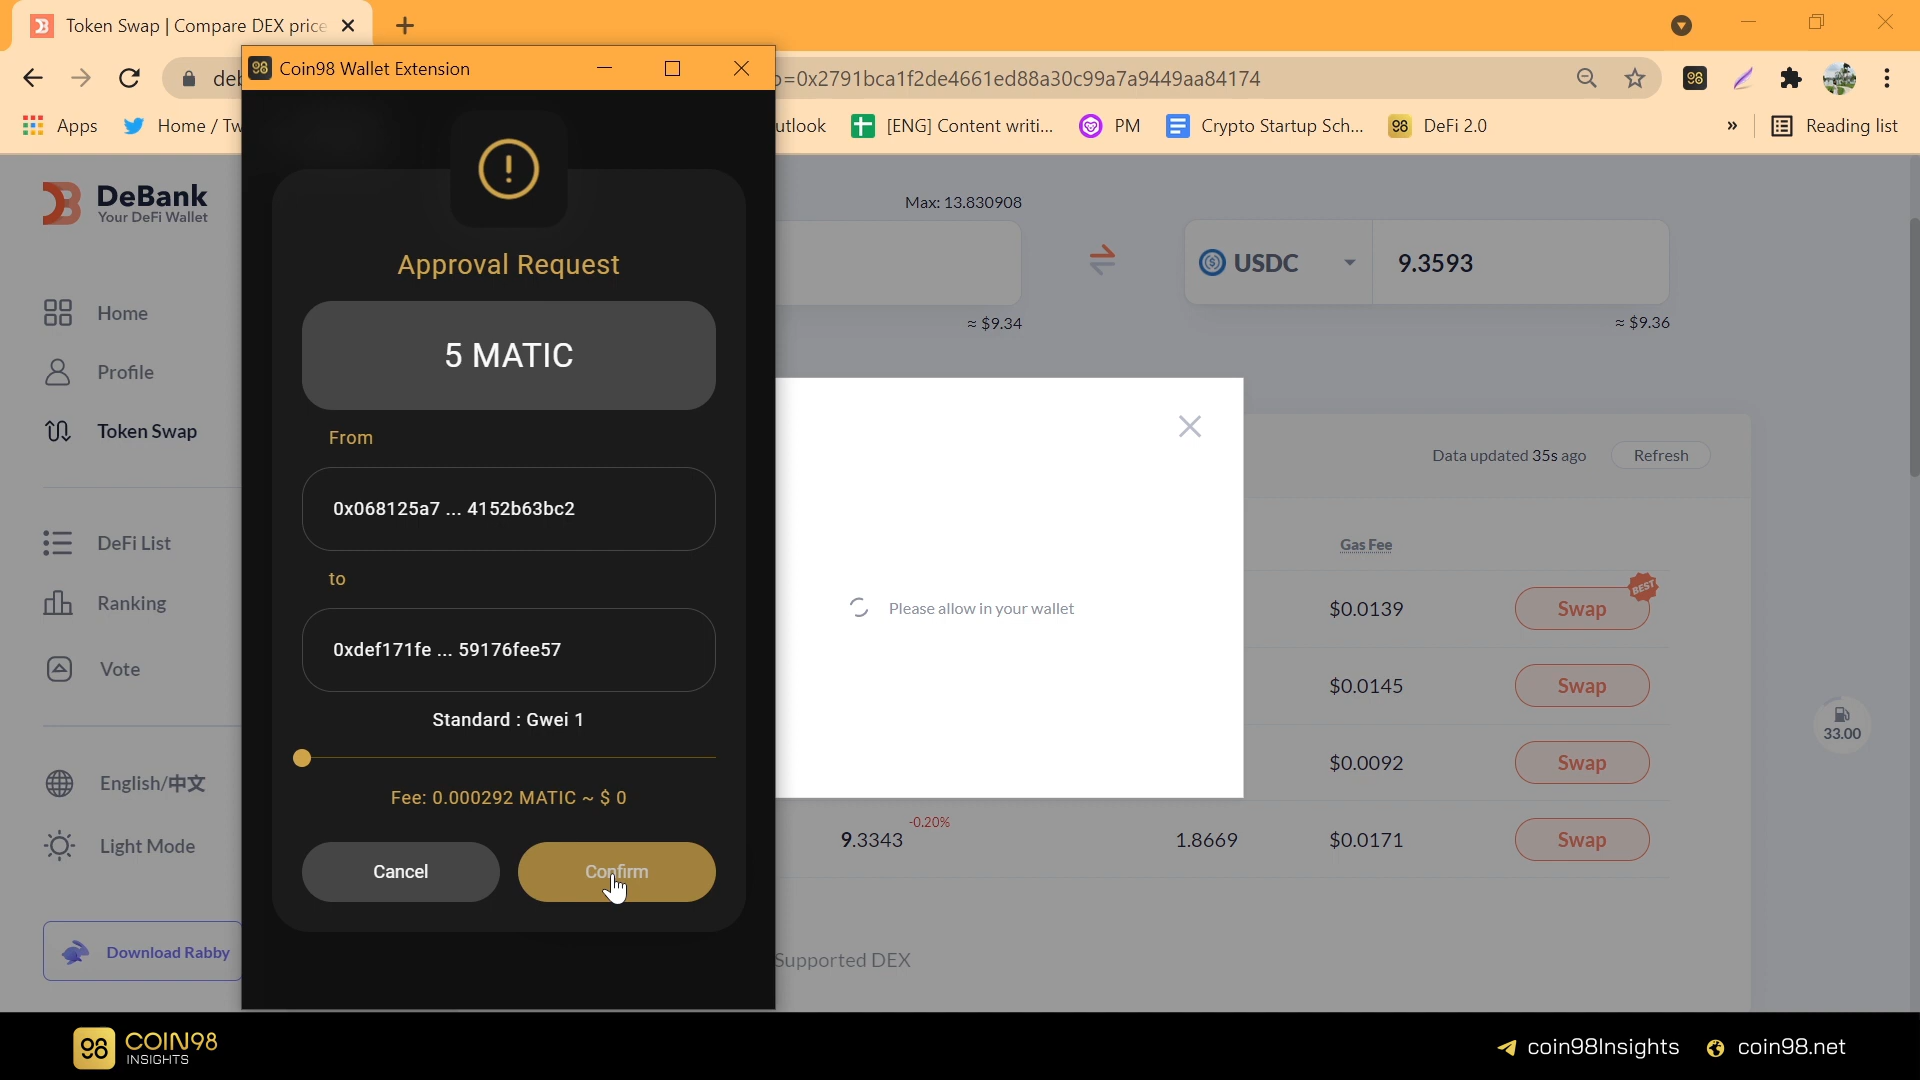 Token Swap | Compare DEX price
98 Coin98 Wallet Extension
=0x2791bca1f2de4661ed88a30c99a7a9449aa84174
98
Apps
Home / Tw
utlook
[ENG] Content writi...
PM
Crypto Startup Sch...
98 DeFi 2.0
»
Reading list
DeBank
Your DeFi Wallet
Home
Profile
Token Swap
DeFi List
Ranking
Vote
English/中文
Light Mode
Download Rabby
!
Approval Request
5 MATIC
From
0x068125a7 ... 4152b63bc2
to
0xdef171fe ... 59176fee57
Standard : Gwei 1
Fee: 0.000292 MATIC ~ $ 0
Cancel
Confirm
Max: 13.830908
≈ $9.34
USDC
9.3593
≈ $9.36
Data updated 35s ago
Refresh
Please allow in your wallet
Gas Fee
$0.0139
Swap
BEST
$0.0145
Swap
$0.0092
Swap
9.3343
-0.20%
1.8669
$0.0171
Swap
33.00
Supported DEX
98 COIN98
INSIGHTS
coin98Insights
coin98.net